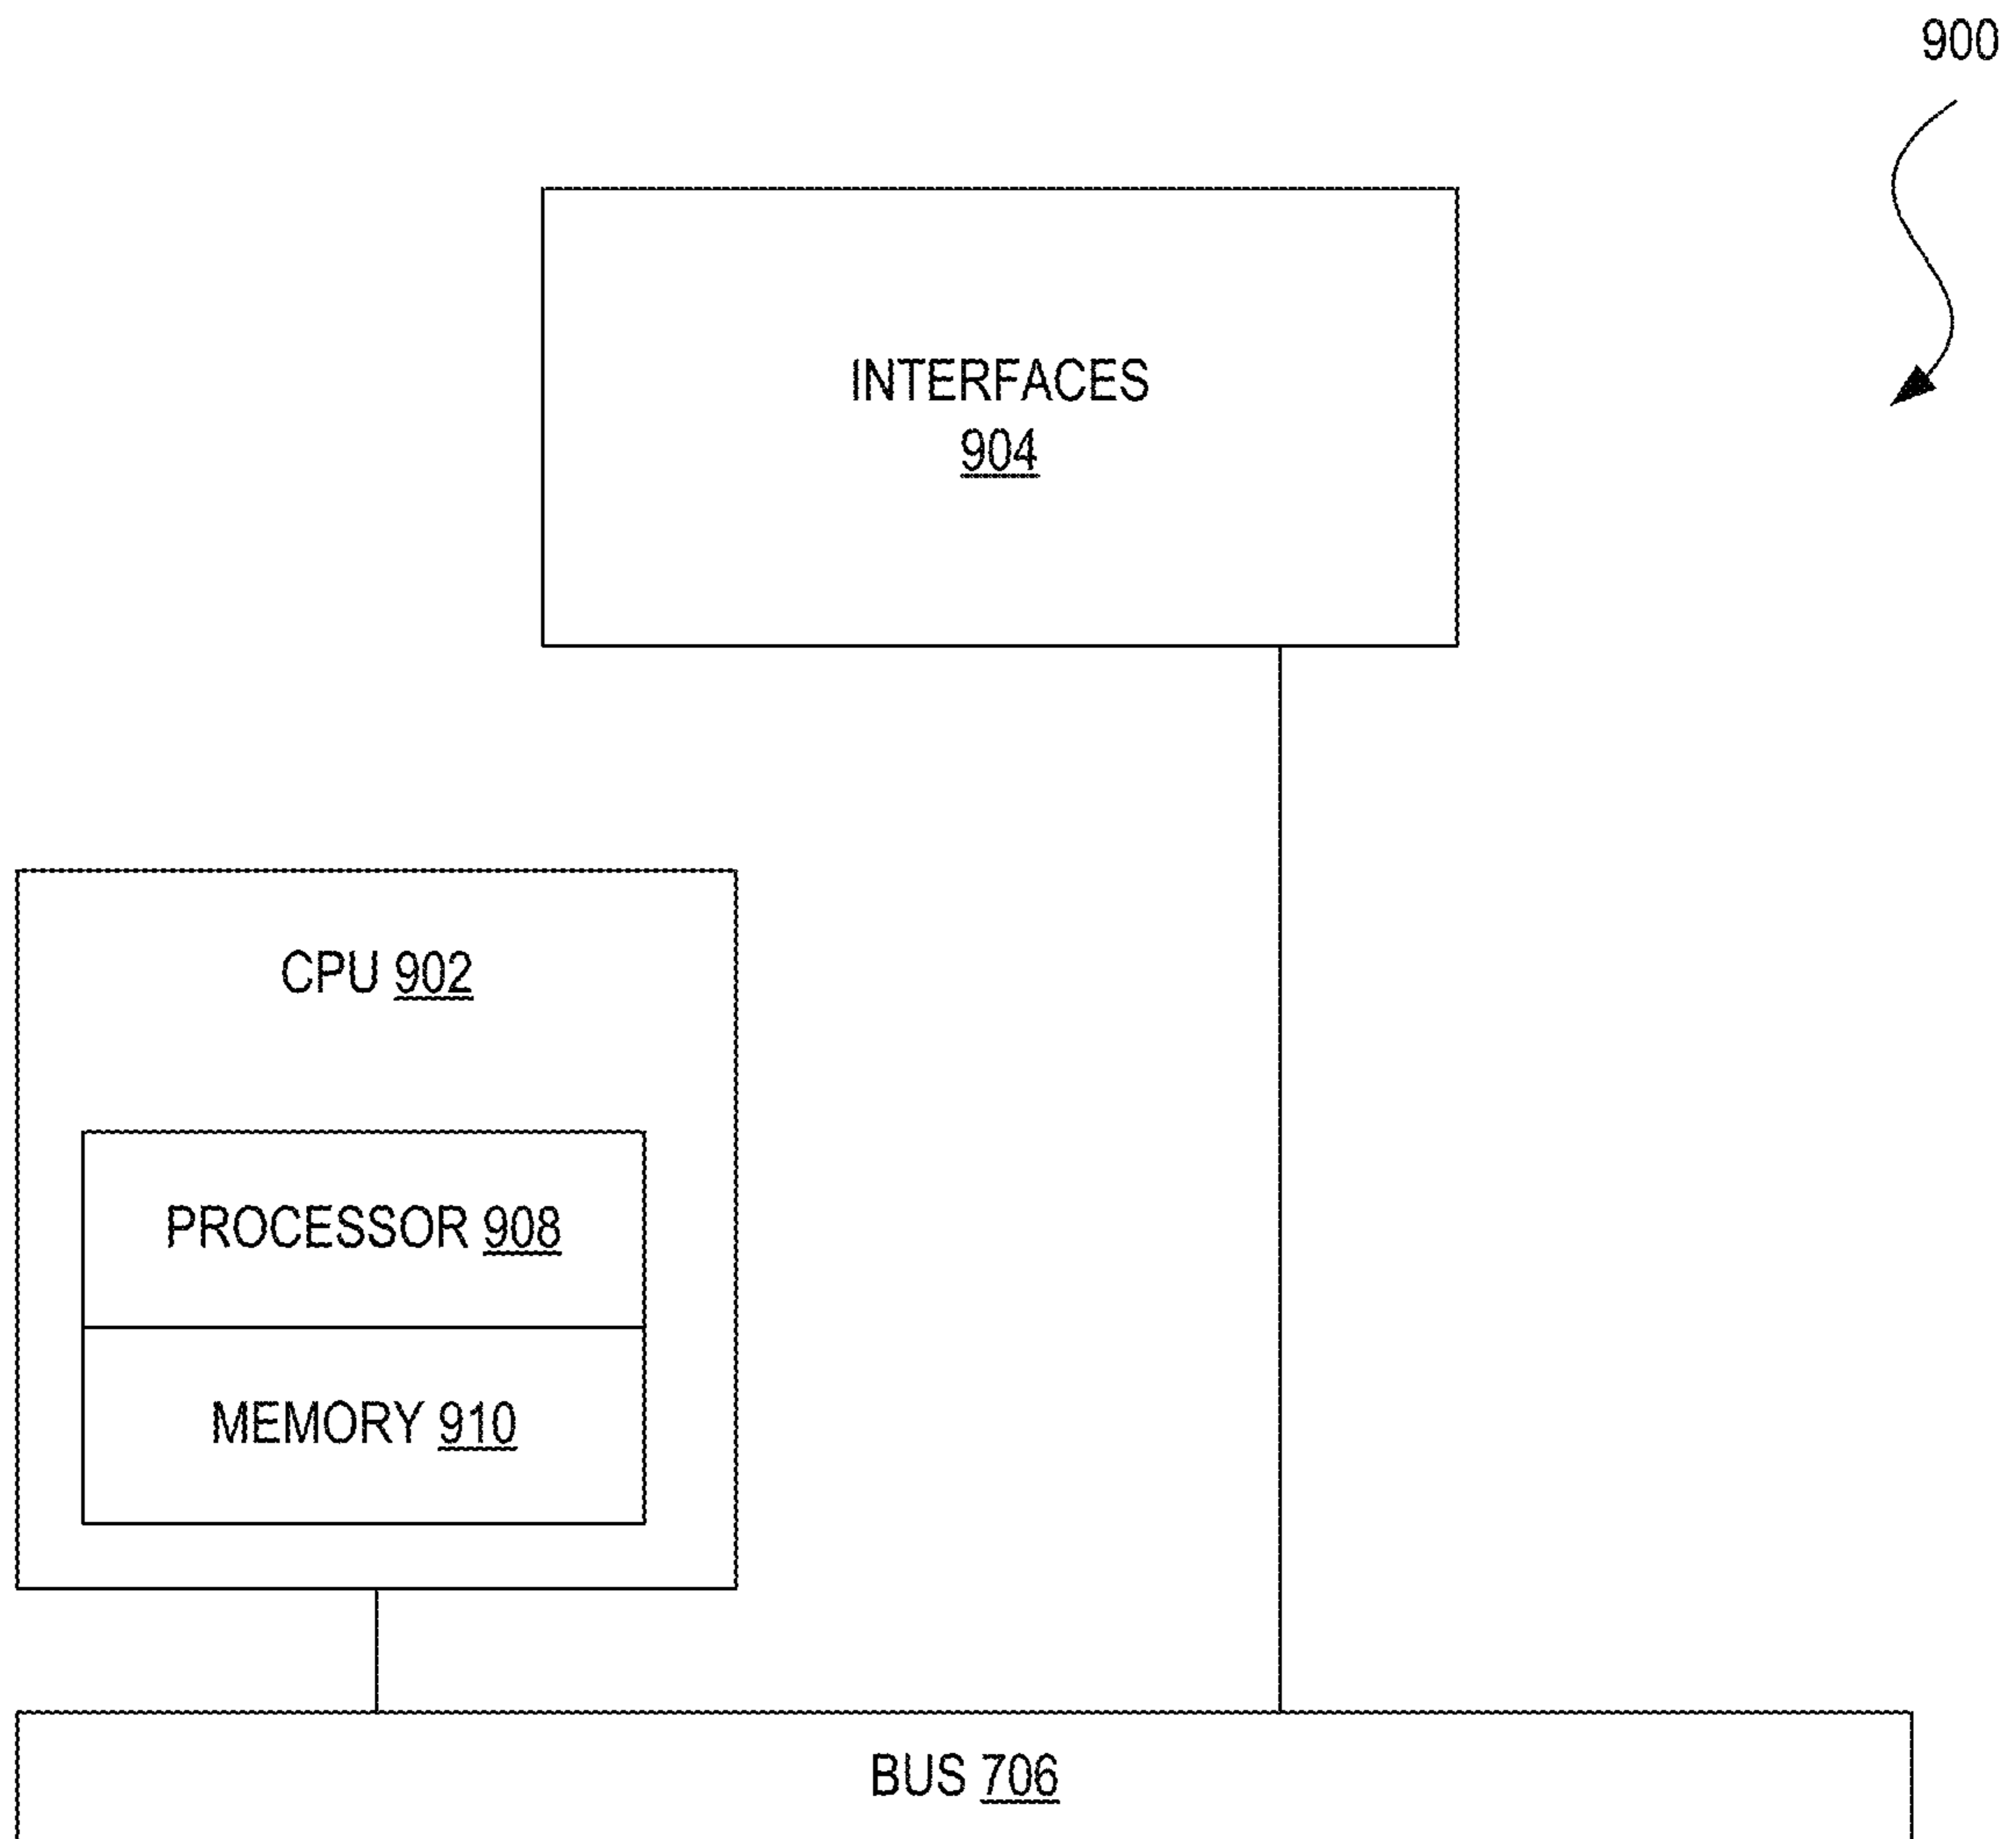 900
INTERFACES
904
CPU 902
PROCESSOR 908
MEMORY 910
BUS 706